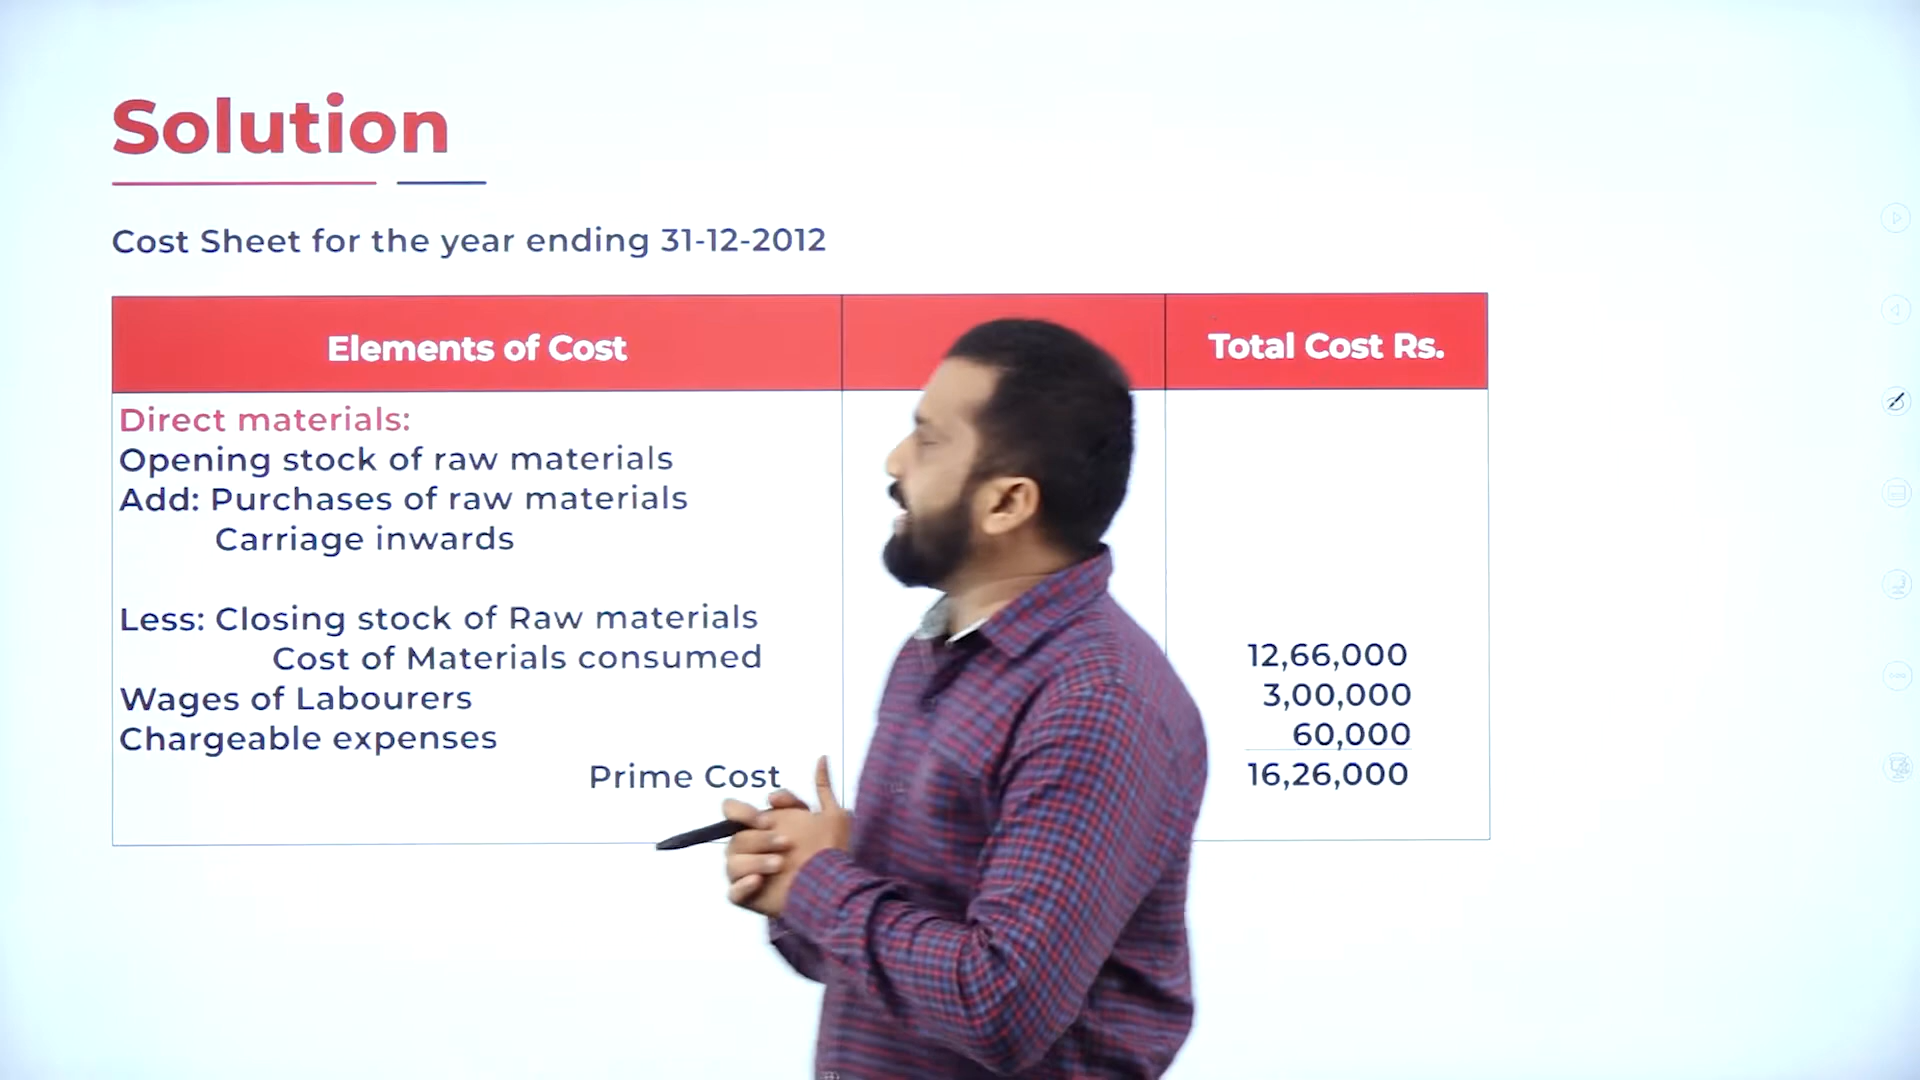 Solution
Cost Sheet for the year ending 31-12-2012
Elements of Cost
Total Cost Rs.
Direct materials:
Opening stock of raw materials
Add: Purchases of raw materials
Carriage inwards
Less: Closing stock of Raw materials
Cost of Materials consumed 12,66,000
Wages of Labourers 3,00,000
Chargeable expenses 60,000
Prime Cost 16,26,000